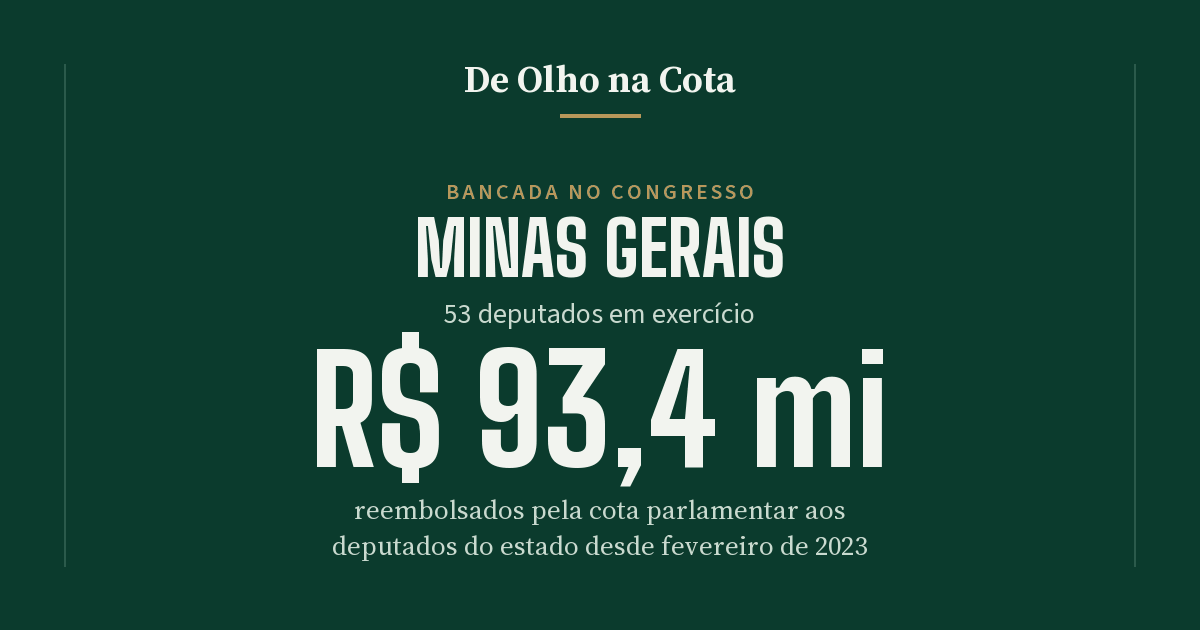 De Olho na Cota
BANCADA NO CONGRESSO
MINAS GERAIS
53 deputados em exercício
R$ 93,4 mi
reembolsados pela cota parlamentar aos
deputados do estado desde fevereiro de 2023